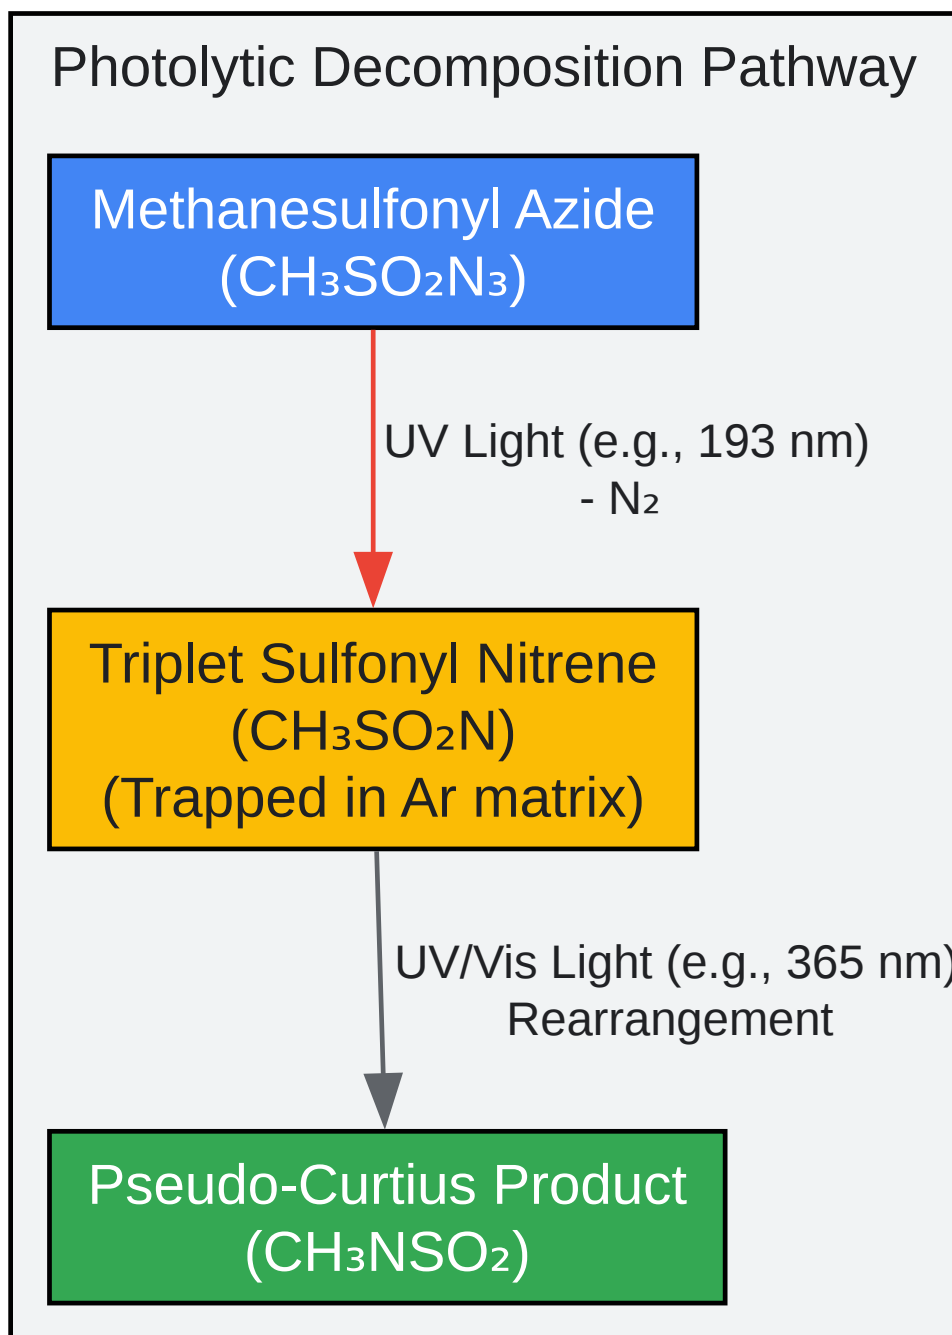 Photolytic Decomposition Pathway
Methanesulfonyl Azide
(CH₃SO₂N₃)
UV Light (e.g., 193 nm)
- N₂
Triplet Sulfonyl Nitrene
(CH₃SO₂N)
(Trapped in Ar matrix)
UV/Vis Light (e.g., 365 nm)
Rearrangement
Pseudo-Curtius Product
(CH₃NSO₂)